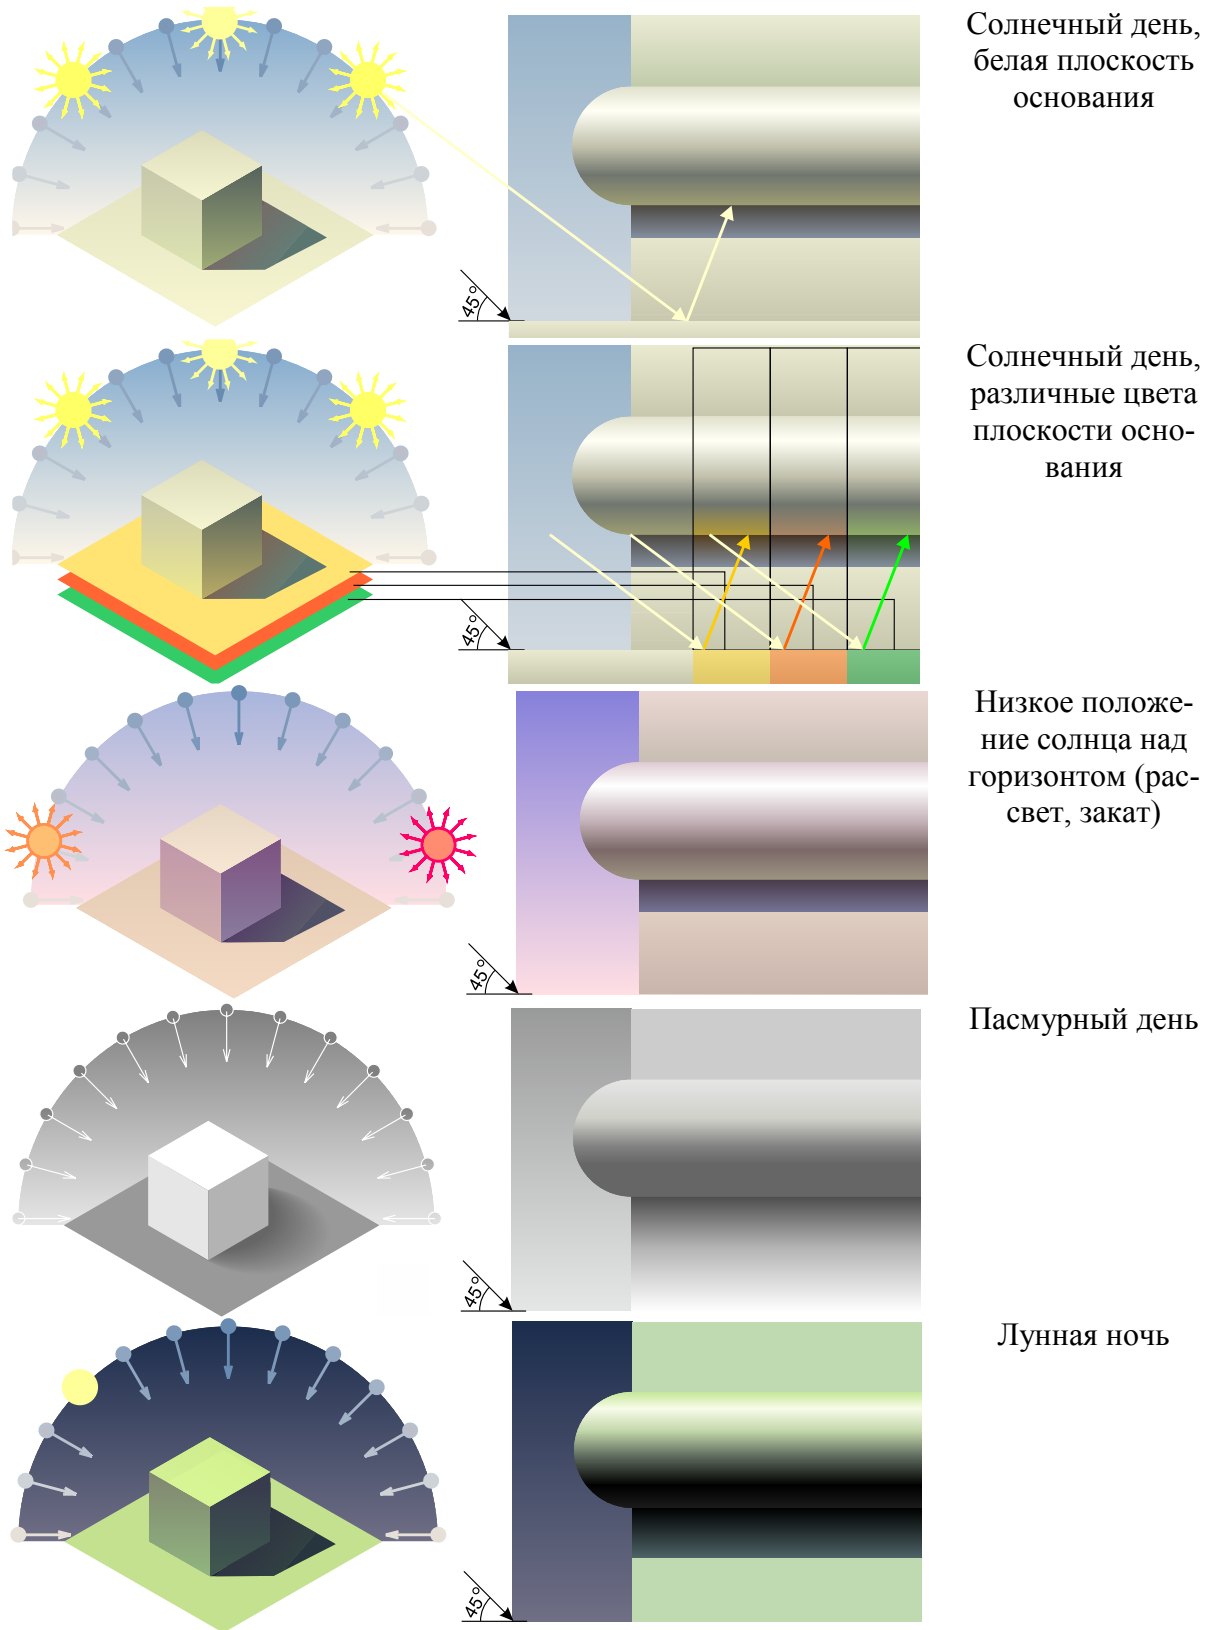 Солнечный день,
белая плоскость
основания
45°
Солнечный день,
различные цвета
плоскости осно-
вания
45°
Низкое положе-
ние солнца над
горизонтом (рас-
свет, закат)
45°
Пасмурный день
45°
Лунная ночь
45°